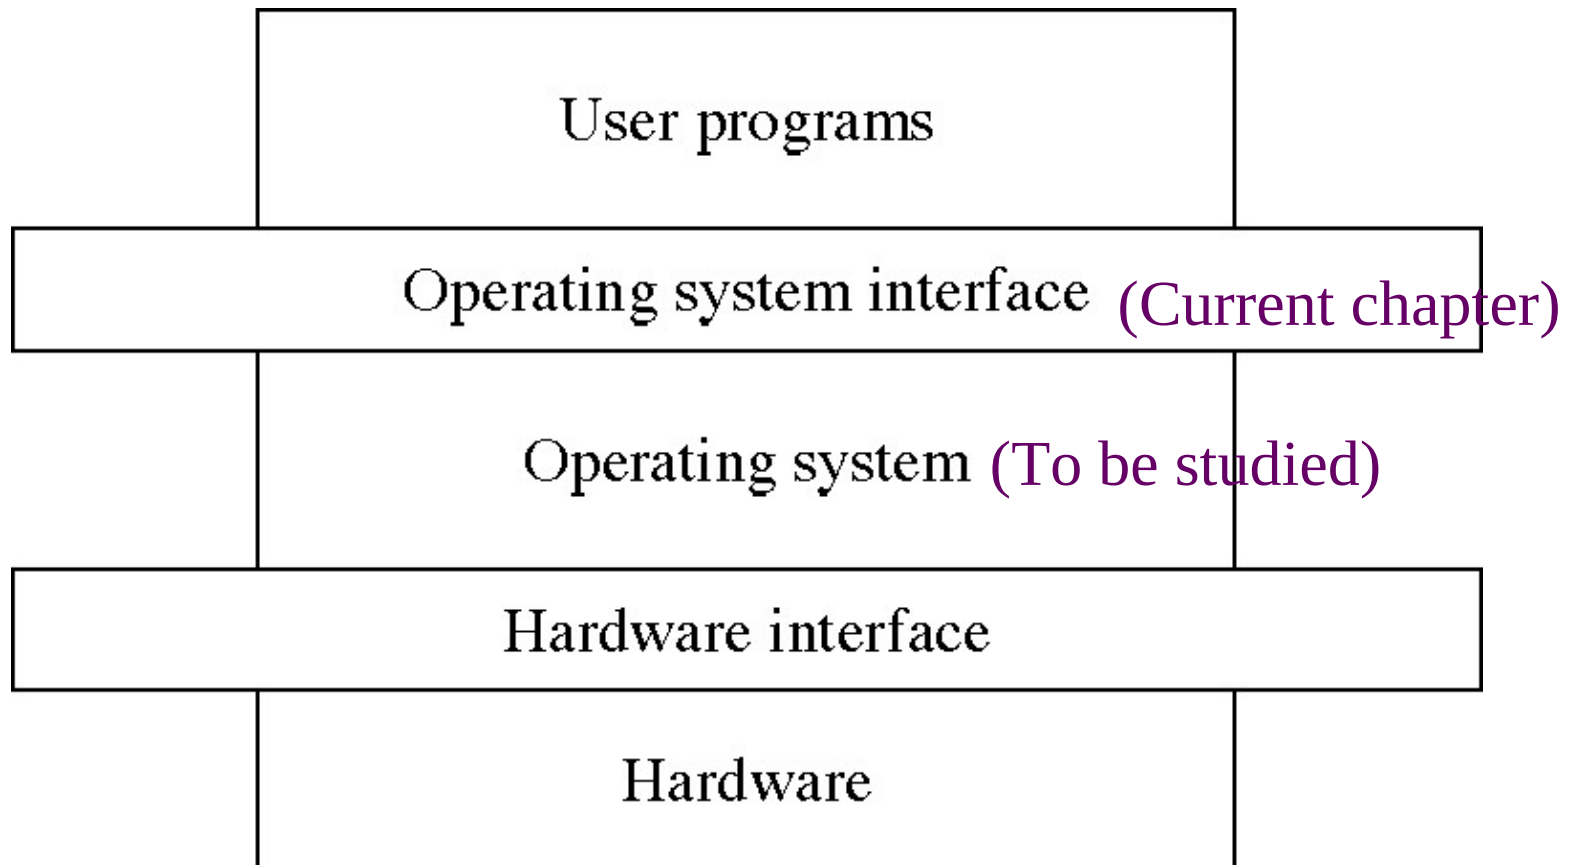 User programs
Operating system interface (Current chapter)
Operating system (To be studied)
Hardware interface
Hardware